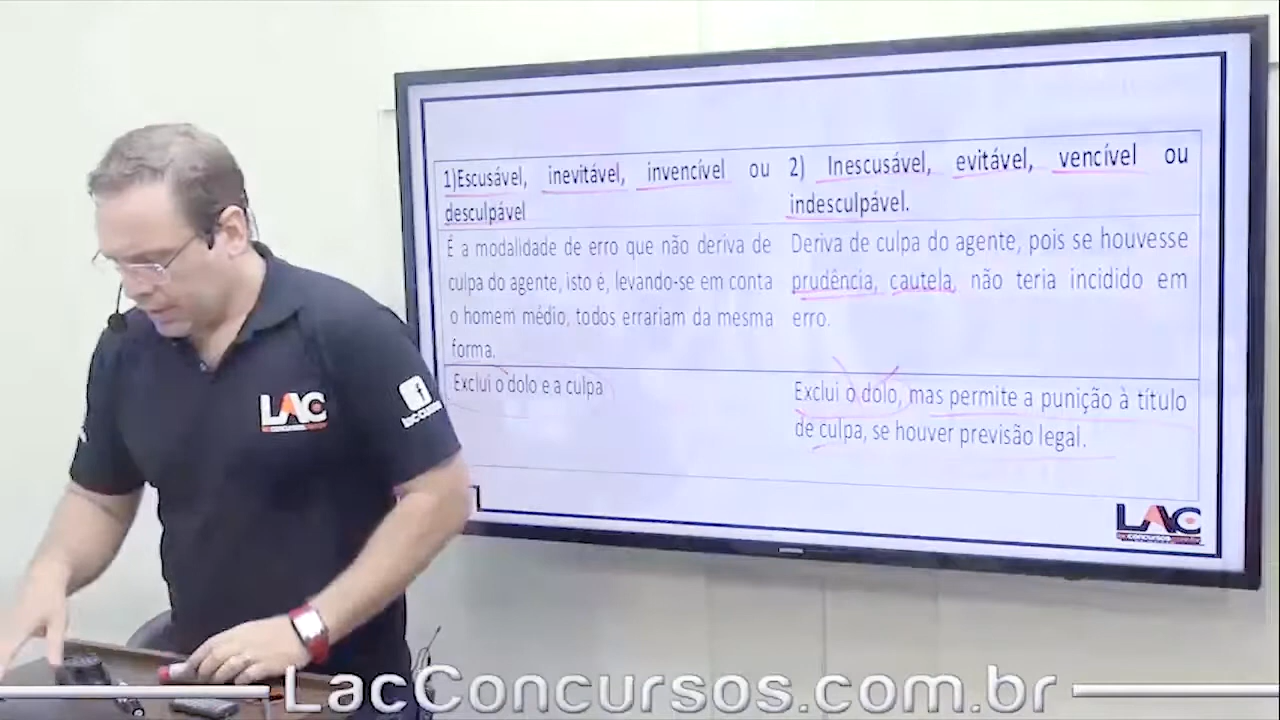 1)Escusável, inevitável, invencível ou
desculpável
2) Inescusável, evitável, vencível ou
indesculpável.
É a modalidade de erro que não deriva de
culpa do agente, isto é, levando-se em conta
o homem médio, todos errariam da mesma
forma.
Deriva de culpa do agente, pois se houvesse
prudência, cautela, não teria incidido em
erro.
Exclui o dolo e a culpa
Exclui o dolo, mas permite a punição à título
de culpa, se houver previsão legal.
LAC
LAC
LacConcursos.com.br